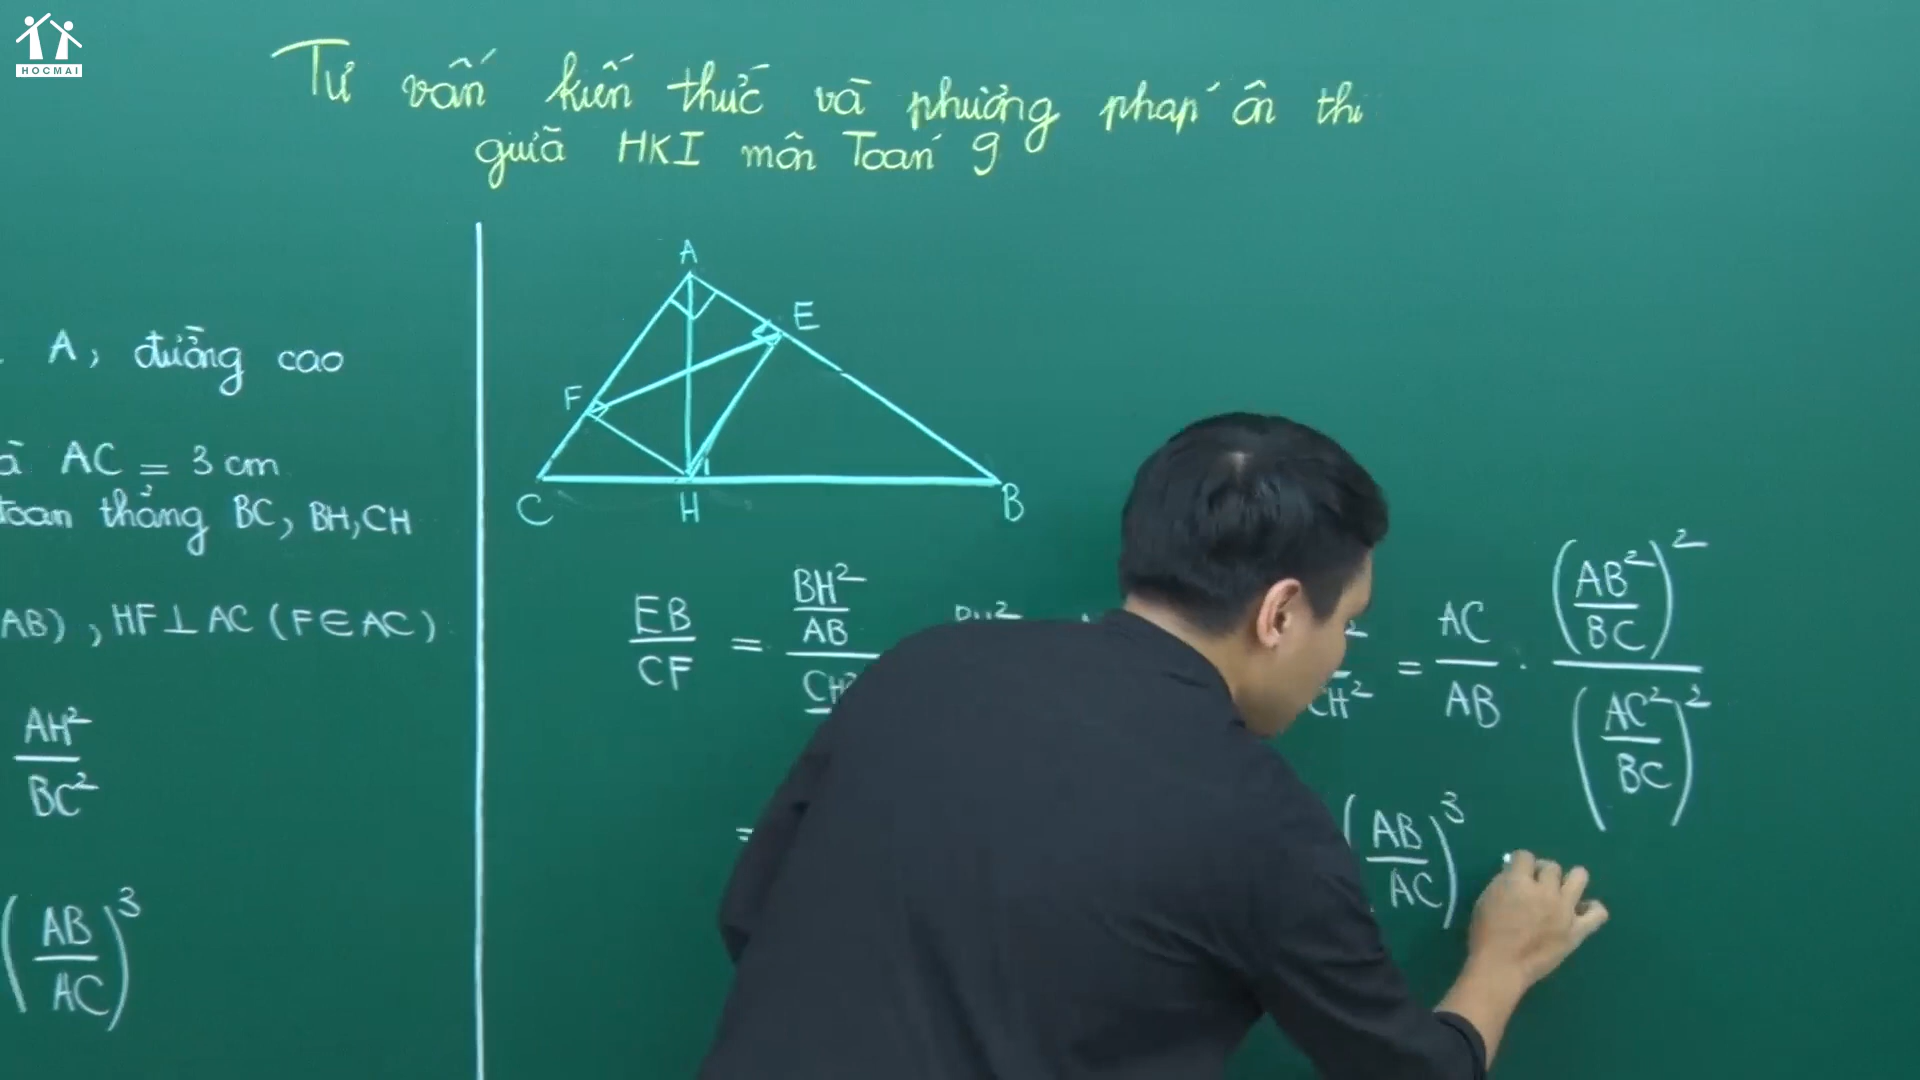 HOCMAI
Tư vấn kiến thức và phương pháp ôn thi
giữa HKI môn Toán 9
A, đường cao
AC = 3 cm
thẳng BC, BH, CH
AB), HF ⊥ AC (F ∈ AC)
AH²/BC²
(AB/AC)³
A
E
F
C H B
EB/CF = (BH²/AB)/CH²
CH² = AC/AB · (AB²/BC)²/(AC²/BC)²
= (AB/AC)³